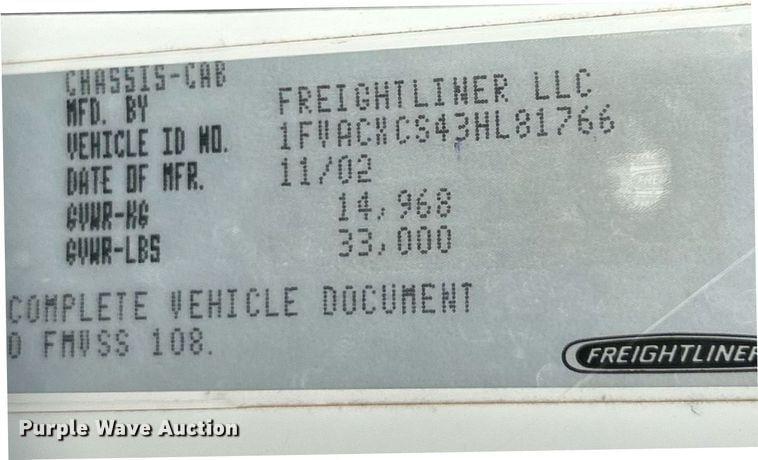 CHASSIS-CAB
MFD. BY FREIGHTLINER LLC
VEHICLE ID NO. 1FVACXCS43HL81766
DATE OF MFR. 11/02
GVWR-KG 14,968
GVWR-LBS 33,000
COMPLETE VEHICLE DOCUMENT
O FMVSS 108.
FREIGHTLINER
Purple Wave Auction